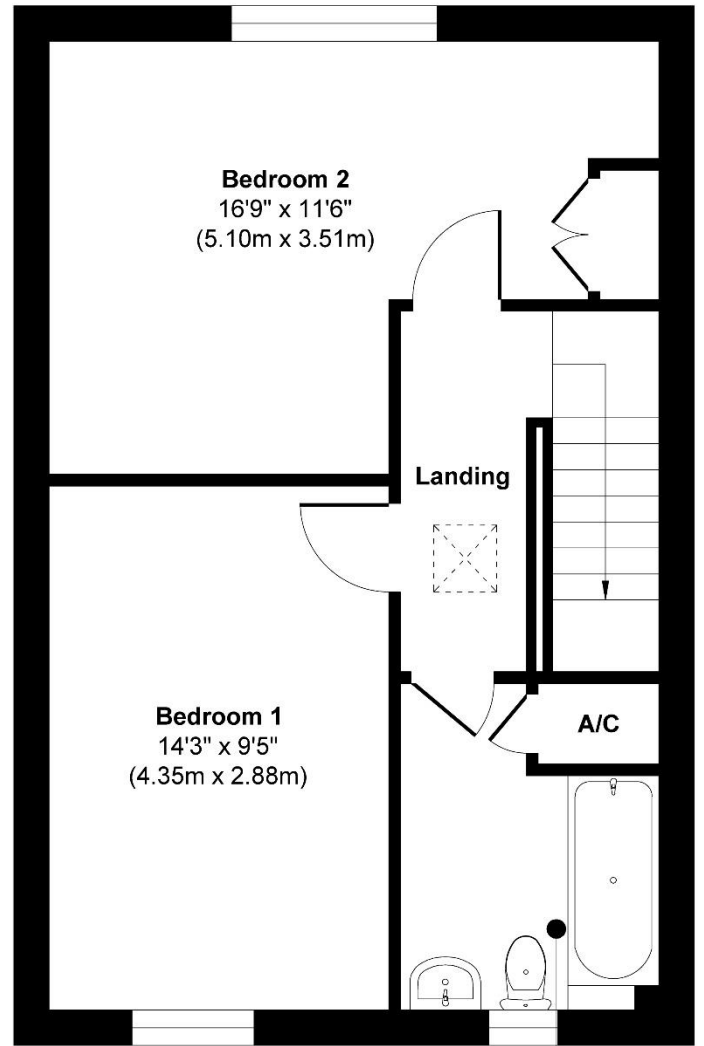 Bedroom 2
16'9" x 11'6"
(5.10m x 3.51m)
Landing
Bedroom 1
14'3" x 9'5"
(4.35m x 2.88m)
A/C